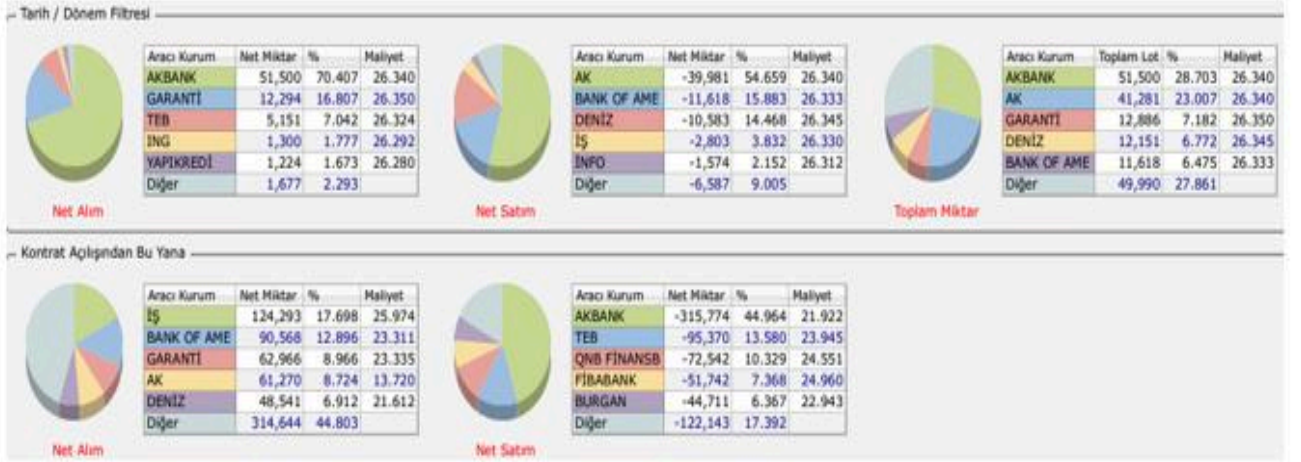 Tarih / Dönem Filtresi
Aracı Kurum Net Miktar % Maliyet
AKBANK 51,500 70.407 26.340
GARANTİ 12,294 16.807 26.350
TEB 5,151 7.042 26.324
ING 1,300 1.777 26.292
YAPIKREDİ 1,224 1.673 26.280
Diğer 1,677 2.293
Net Alım
Aracı Kurum Net Miktar % Maliyet
AK -39,981 54.659 26.340
BANK OF AME -11,618 15.883 26.333
DENİZ -10,583 14.468 26.345
İŞ -2,803 3.832 26.330
İNFO -1,574 2.152 26.312
Diğer -6,587 9.005
Net Satım
Aracı Kurum Toplam Lot % Maliyet
AKBANK 51,500 28.703 26.340
AK 41,281 23.007 26.340
GARANTİ 12,886 7.182 26.350
DENİZ 12,151 6.772 26.345
BANK OF AME 11,618 6.475 26.333
Diğer 49,990 27.861
Toplam Miktar
Kontrat Açılışından Bu Yana
Aracı Kurum Net Miktar % Maliyet
İŞ 124,293 17.698 25.974
BANK OF AME 90,568 12.896 23.311
GARANTİ 62,966 8.966 23.335
AK 61,270 8.724 13.720
DENİZ 48,541 6.912 21.612
Diğer 314,644 44.803
Net Alım
Aracı Kurum Net Miktar % Maliyet
AKBANK -315,774 44.964 21.922
TEB -95,370 13.580 23.945
QNB FİNANSB -72,542 10.329 24.551
FİBABANK -51,742 7.368 24.960
BURGAN -44,711 6.367 22.943
Diğer -122,143 17.392
Net Satım